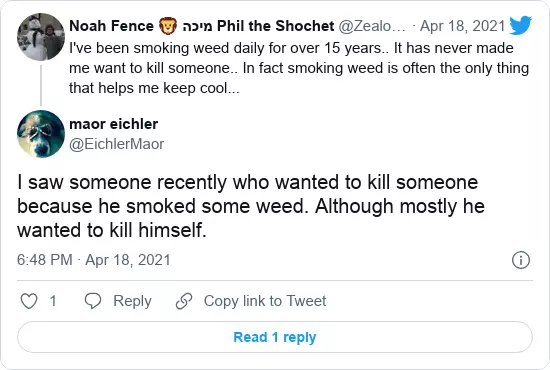 Noah Fence 🦁 מיכה Phil the Shochet @Zealo… · Apr 18, 2021
I've been smoking weed daily for over 15 years.. It has never made
me want to kill someone.. In fact smoking weed is often the only thing
that helps me keep cool...
maor eichler
@EichlerMaor
I saw someone recently who wanted to kill someone
because he smoked some weed. Although mostly he
wanted to kill himself.
6:48 PM · Apr 18, 2021
1 Reply Copy link to Tweet
Read 1 reply